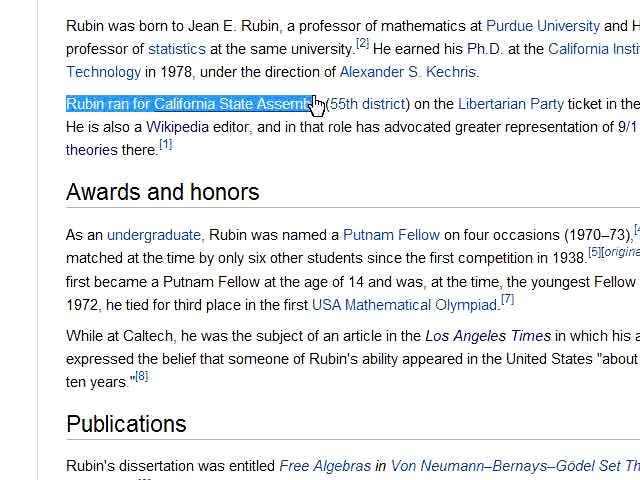 Rubin was born to Jean E. Rubin, a professor of mathematics at Purdue University and H
professor of statistics at the same university.[2] He earned his Ph.D. at the California Insti
Technology in 1978, under the direction of Alexander S. Kechris.
Rubin ran for California State Assemb (55th district) on the Libertarian Party ticket in the
He is also a Wikipedia editor, and in that role has advocated greater representation of 9/1
theories there.[1]
Awards and honors
As an undergraduate, Rubin was named a Putnam Fellow on four occasions (1970–73),[4
matched at the time by only six other students since the first competition in 1938.[5][origina
first became a Putnam Fellow at the age of 14 and was, at the time, the youngest Fellow
1972, he tied for third place in the first USA Mathematical Olympiad.[7]
While at Caltech, he was the subject of an article in the Los Angeles Times in which his a
expressed the belief that someone of Rubin's ability appeared in the United States "about
ten years."[8]
Publications
Rubin's dissertation was entitled Free Algebras in Von Neumann–Bernays–Gödel Set Th